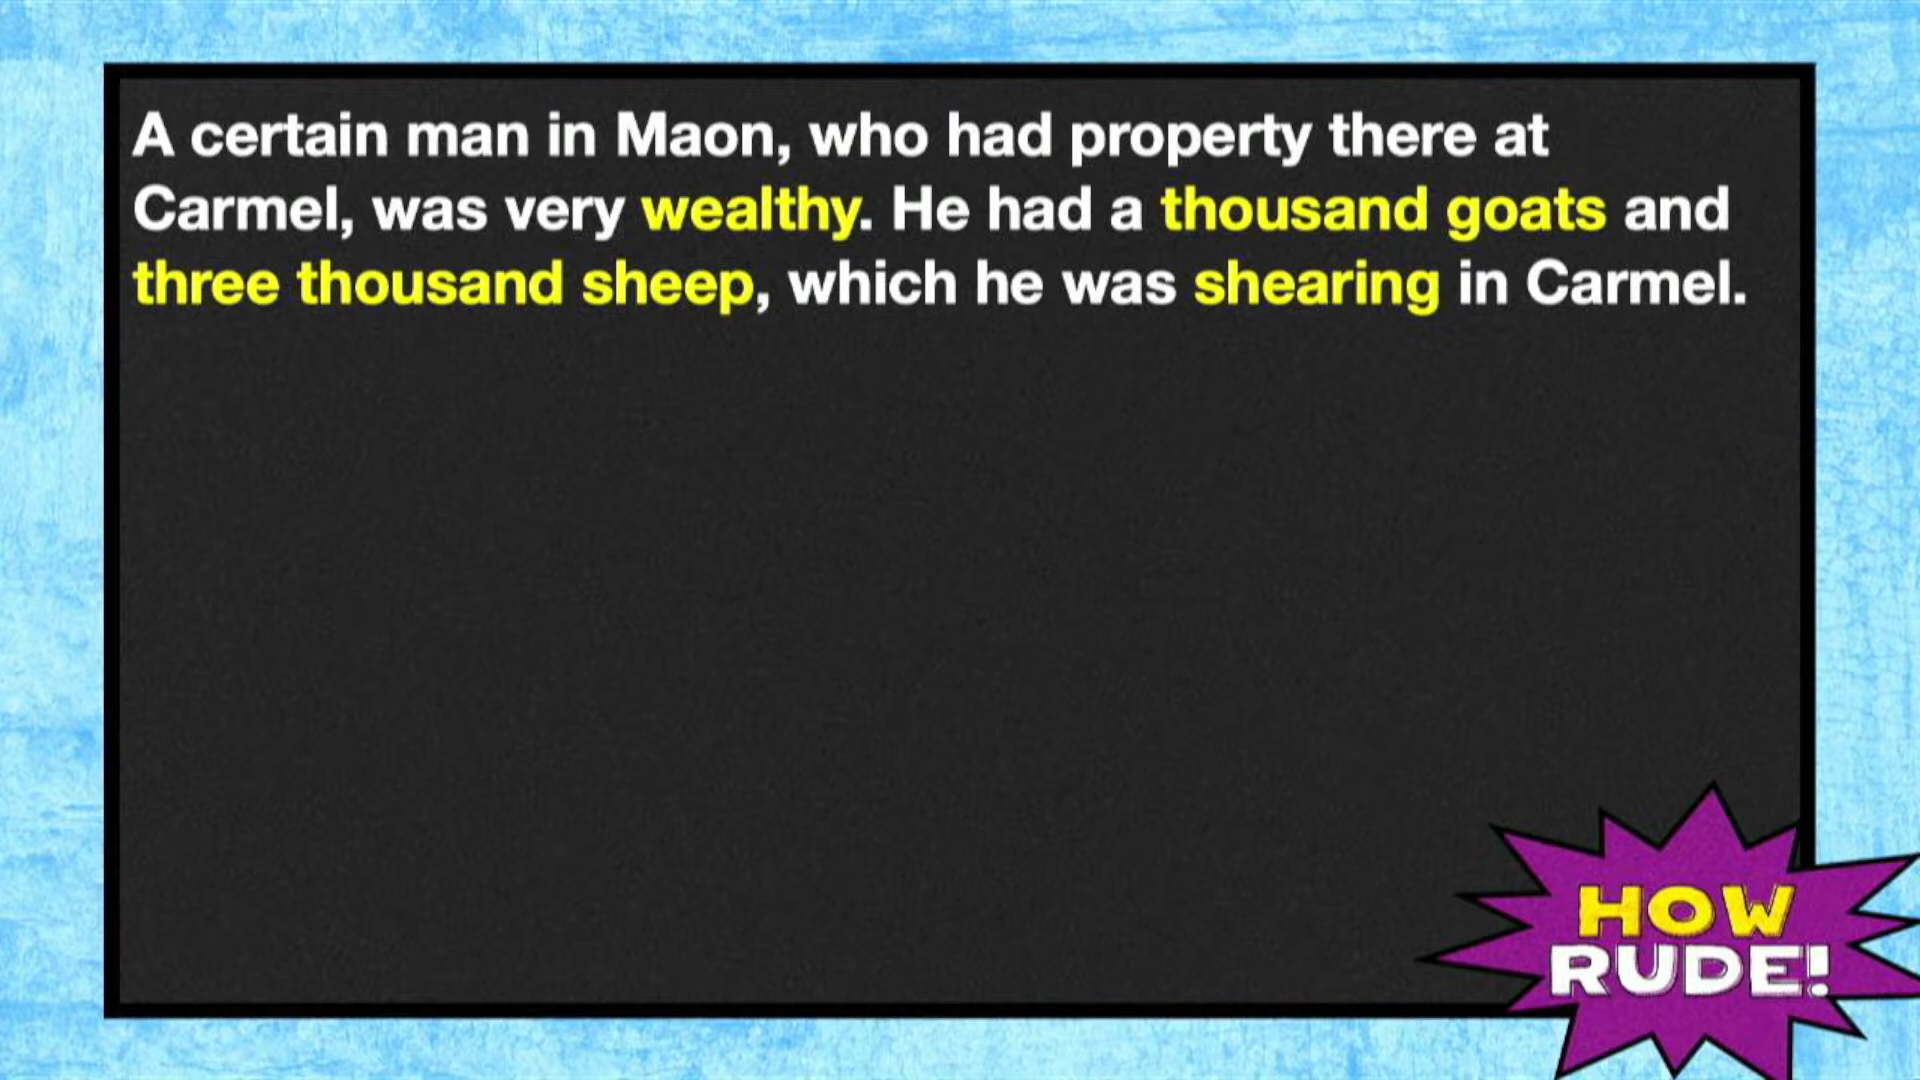 A certain man in Maon, who had property there at
Carmel, was very wealthy. He had a thousand goats and
three thousand sheep, which he was shearing in Carmel.
HOW
RUDE!